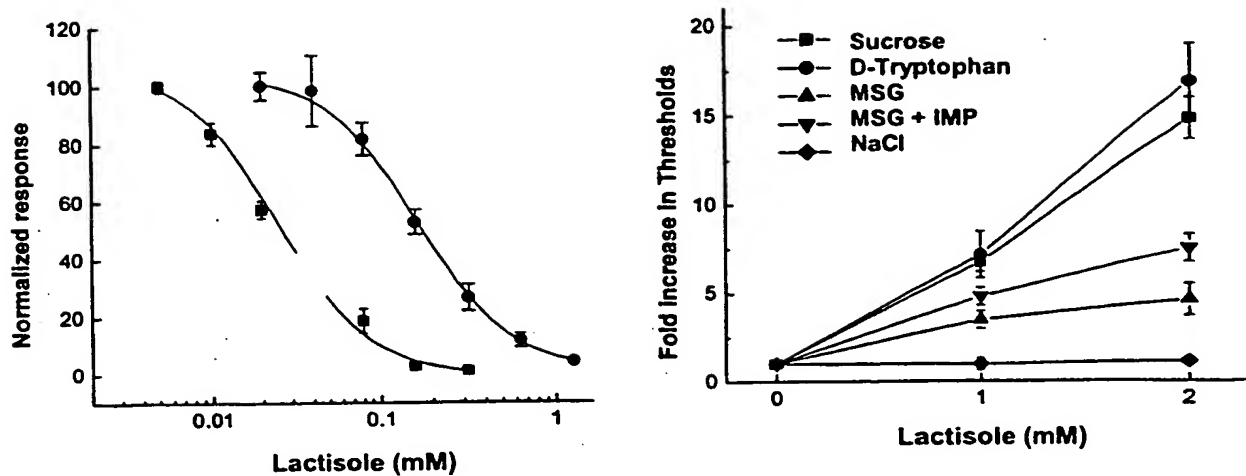 120
100
80
60
40
20
0
Normalized response
0.01
0.1
1
Lactisole (mM)
20
15
10
5
0
Fold increase in Thresholds
Sucrose
D-Tryptophan
MSG
MSG + IMP
NaCl
0
1
2
Lactisole (mM)